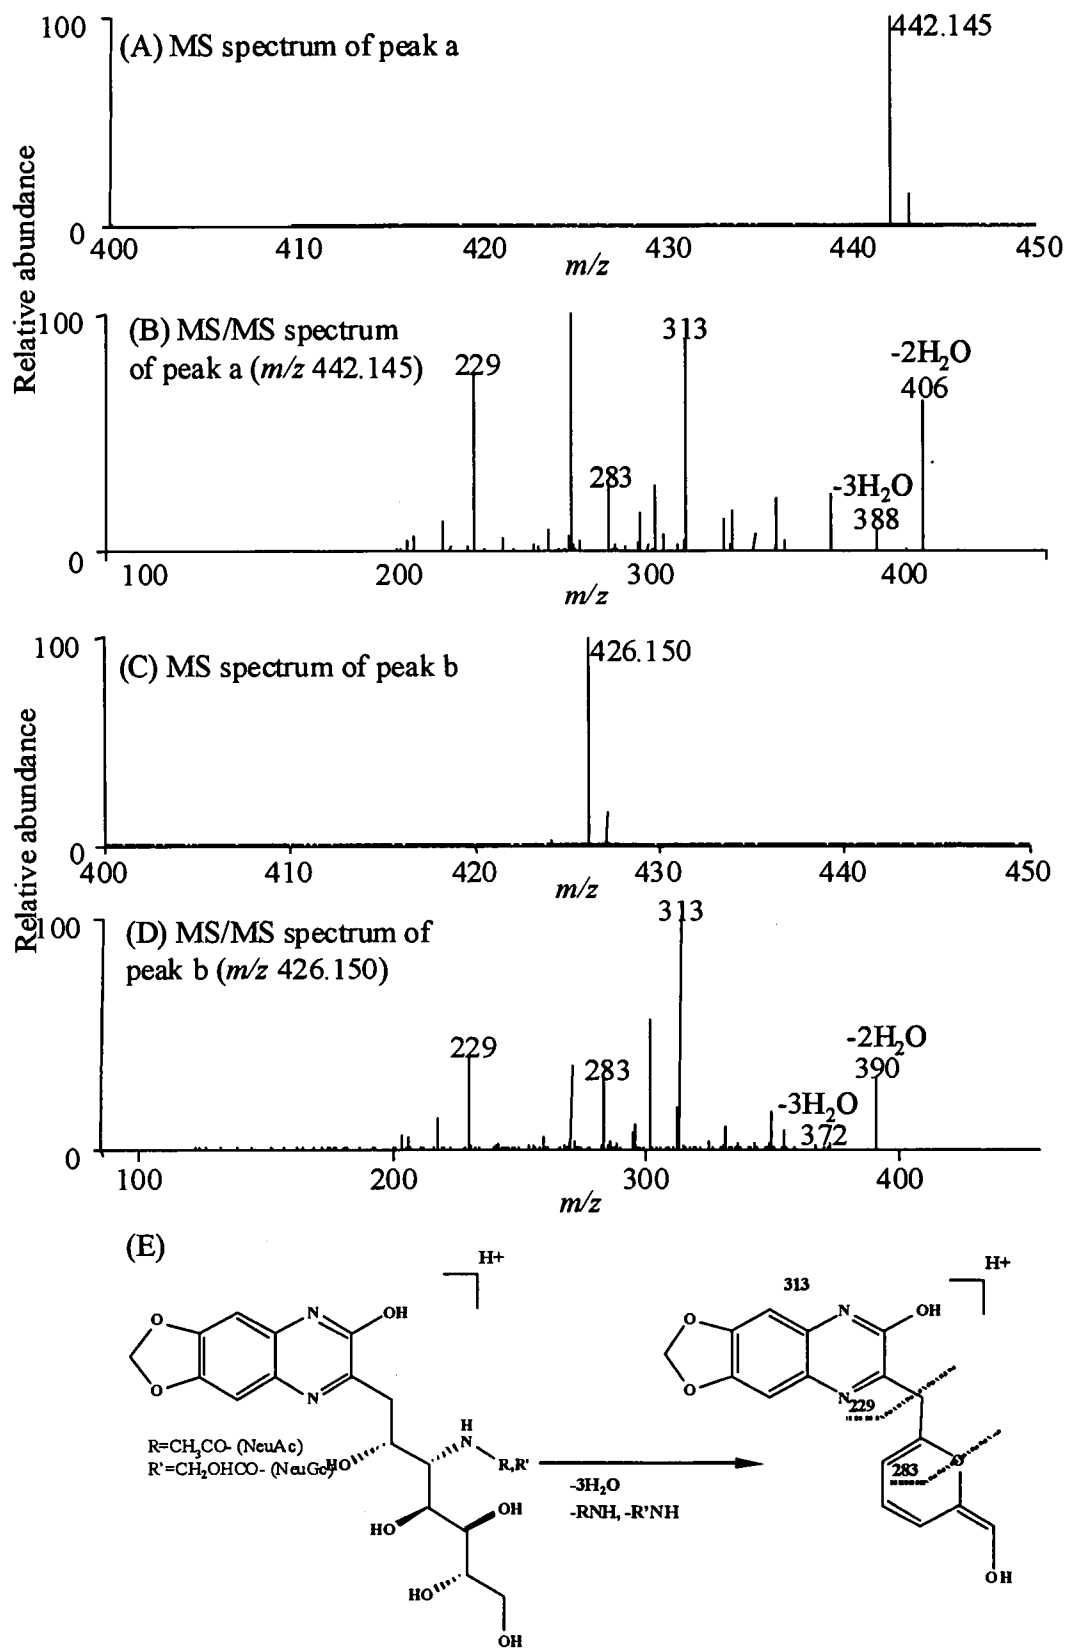 100
(A) MS spectrum of peak a
442.145
0
400
410
420
430
440
450
m/z
Relative abundance
100
(B) MS/MS spectrum
of peak a (m/z 442.145)
229
283
313
-2H₂O
406
-3H₂O
388
0
100
200
300
400
m/z
100
(C) MS spectrum of peak b
426.150
0
400
410
420
430
440
450
m/z
Relative abundance
100
(D) MS/MS spectrum of
peak b (m/z 426.150)
229
283
313
-2H₂O
390
-3H₂O
372
0
100
200
300
400
m/z
(E)
H+
O
O
N
N
OH
R=CH₃CO- (NeuAc)
R'=CH₂OHCO- (NeuGc)
HO
H
N
R,R'
HO
OH
HO
OH
-3H₂O
-RNH, -R'NH
H+
313
O
O
N
N
OH
229
283
O
OH